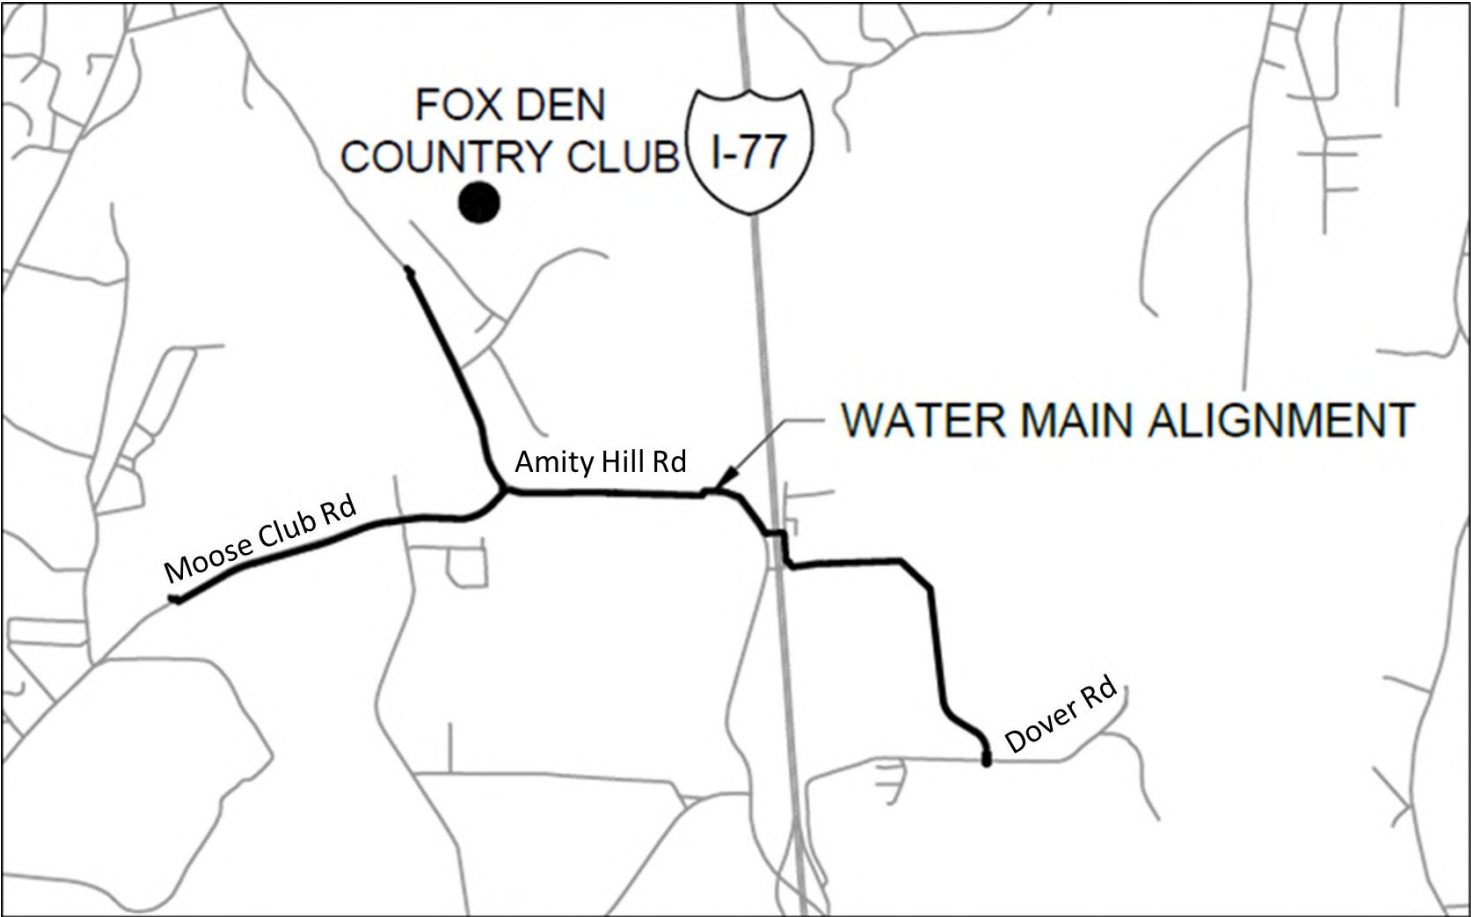 FOX DEN
COUNTRY CLUB
I-77
WATER MAIN ALIGNMENT
Amity Hill Rd
Moose Club Rd
Dover Rd